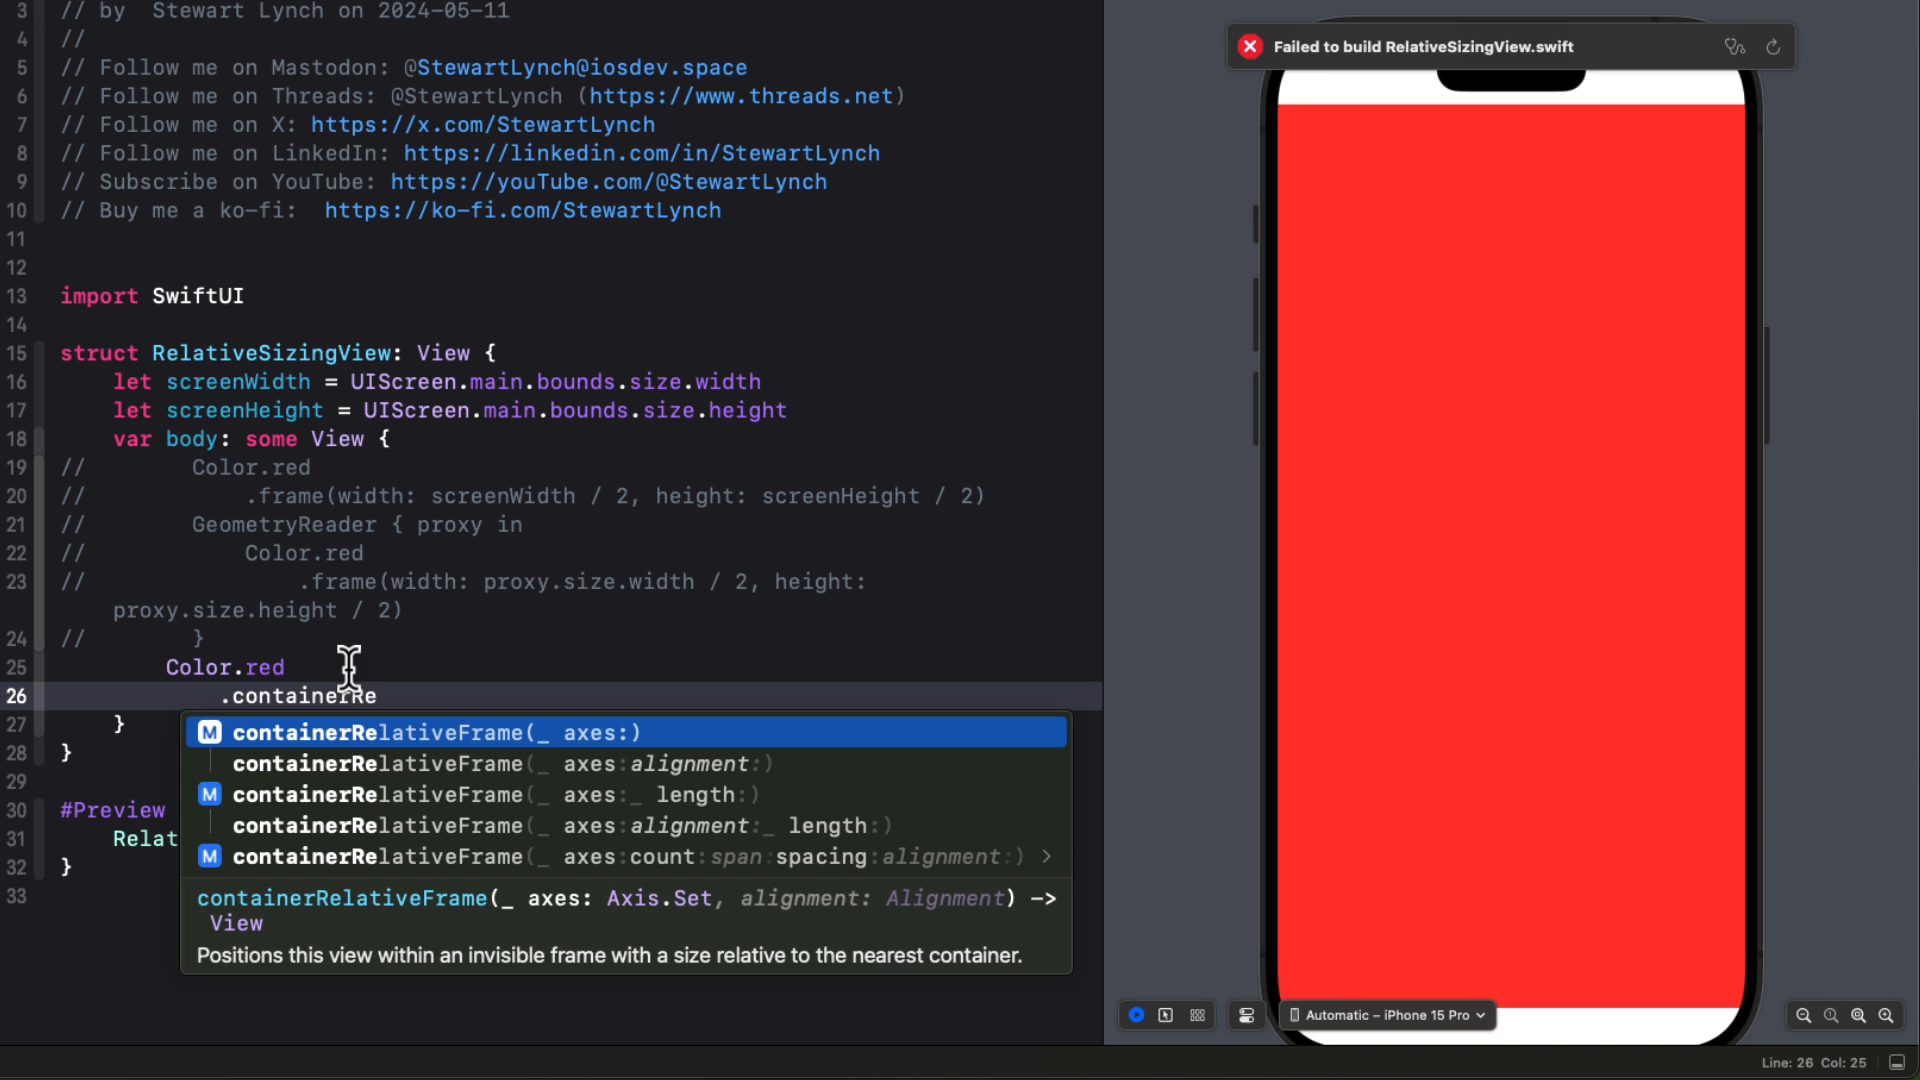 3 // by  Stewart Lynch on 2024-05-11
4 //
5 // Follow me on Mastodon: @StewartLynch@iosdev.space
6 // Follow me on Threads: @StewartLynch (https://www.threads.net)
7 // Follow me on X: https://x.com/StewartLynch
8 // Follow me on LinkedIn: https://linkedin.com/in/StewartLynch
9 // Subscribe on YouTube: https://youTube.com/@StewartLynch
10 // Buy me a ko-fi:  https://ko-fi.com/StewartLynch
11
12
13 import SwiftUI
14
15 struct RelativeSizingView: View {
16     let screenWidth = UIScreen.main.bounds.size.width
17     let screenHeight = UIScreen.main.bounds.size.height
18     var body: some View {
19 //        Color.red
20 //            .frame(width: screenWidth / 2, height: screenHeight / 2)
21 //        GeometryReader { proxy in
22 //            Color.red
23 //                .frame(width: proxy.size.width / 2, height:
proxy.size.height / 2)
24 //        }
25         Color.red
26             .containerRe
27     }
28 }
29
30 #Preview
31     Relat
32 }
33
M containerRelativeFrame(_ axes:)
containerRelativeFrame(_ axes:alignment:)
M containerRelativeFrame(_ axes:_ length:)
containerRelativeFrame(_ axes:alignment:_ length:)
M containerRelativeFrame(_ axes:count:span:spacing:alignment:)
containerRelativeFrame(_ axes: Axis.Set, alignment: Alignment) ->
View
Positions this view within an invisible frame with a size relative to the nearest container.
Failed to build RelativeSizingView.swift
Automatic – iPhone 15 Pro
Line: 26 Col: 25